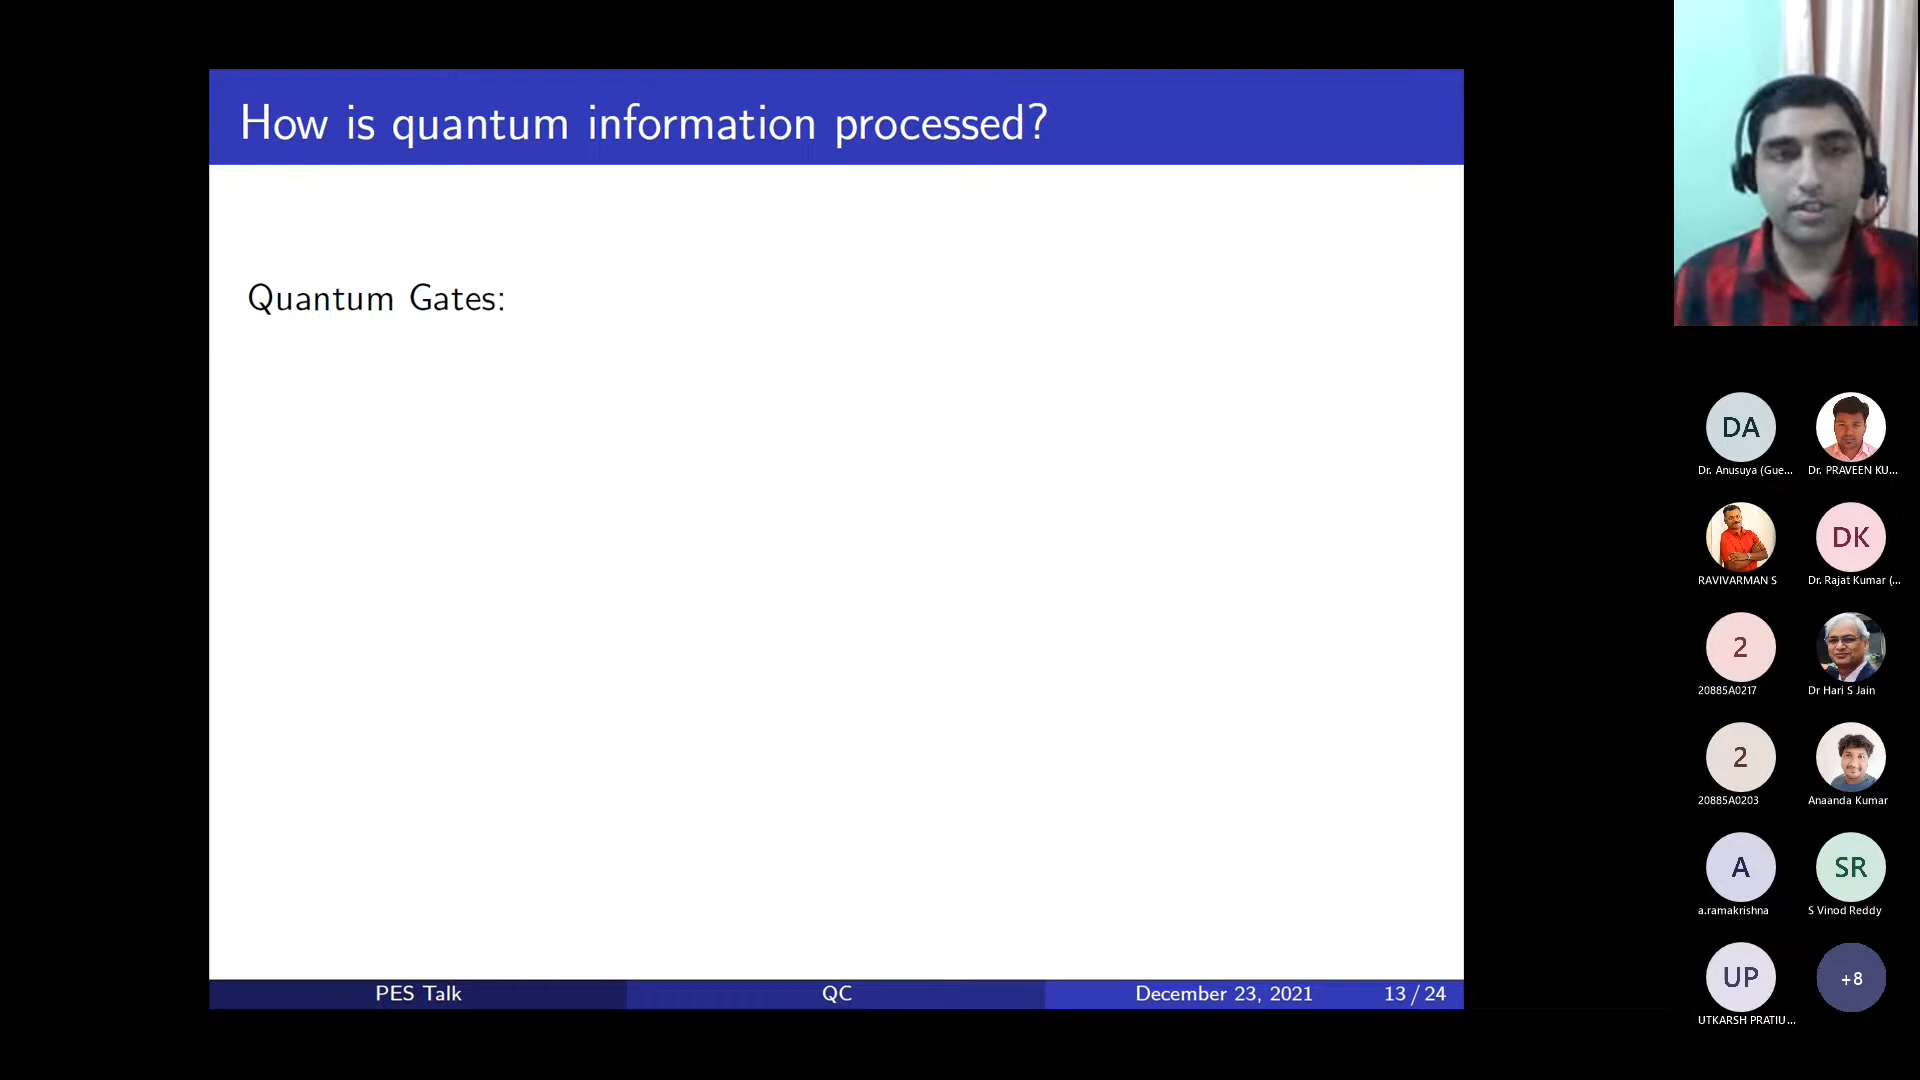 How is quantum information processed?
Quantum Gates:
PES Talk
QC
December 23, 2021
13 / 24
DA
Dr. Anusuya (Gue...
Dr. PRAVEEN KU...
RAVIVARMAN S
DK
Dr. Rajat Kumar (...
2
20885A0217
Dr Hari S Jain
2
20885A0203
Anaanda Kumar
A
a.ramakrishna
SR
S Vinod Reddy
UP
UTKARSH PRATIU...
+8